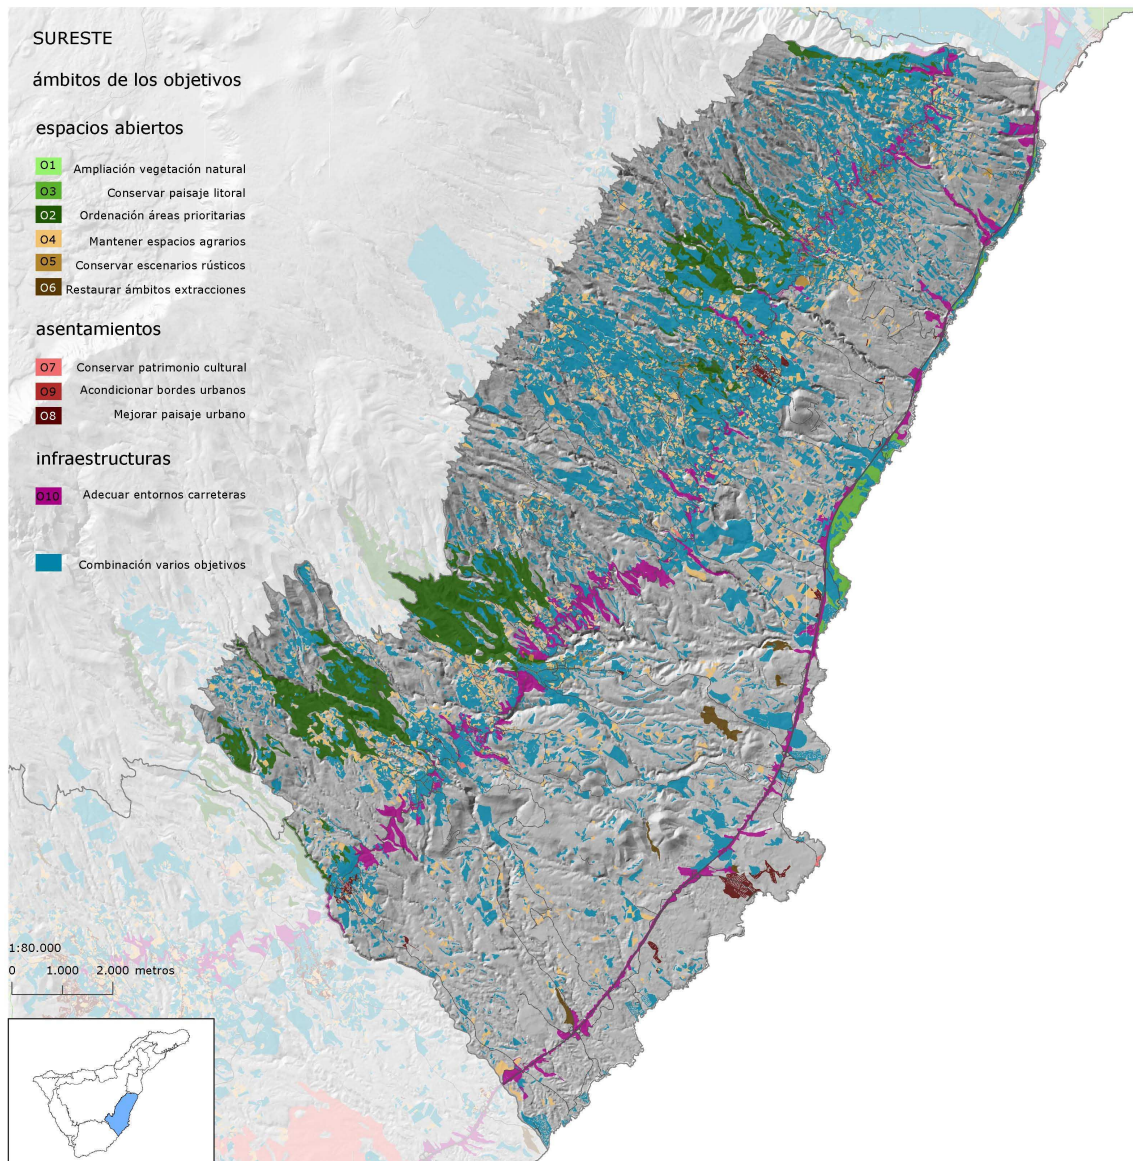 SURESTE
ámbitos de los objetivos
espacios abiertos
O1 Ampliación vegetación natural
O3 Conservar paisaje litoral
O2 Ordenación áreas prioritarias
O4 Mantener espacios agrarios
O5 Conservar escenarios rústicos
O6 Restaurar ámbitos extracciones
asentamientos
O7 Conservar patrimonio cultural
O9 Acondicionar bordes urbanos
O8 Mejorar paisaje urbano
infraestructuras
O10 Adecuar entornos carreteras
Combinación varios objetivos
1:80.000
0 1.000 2.000 metros